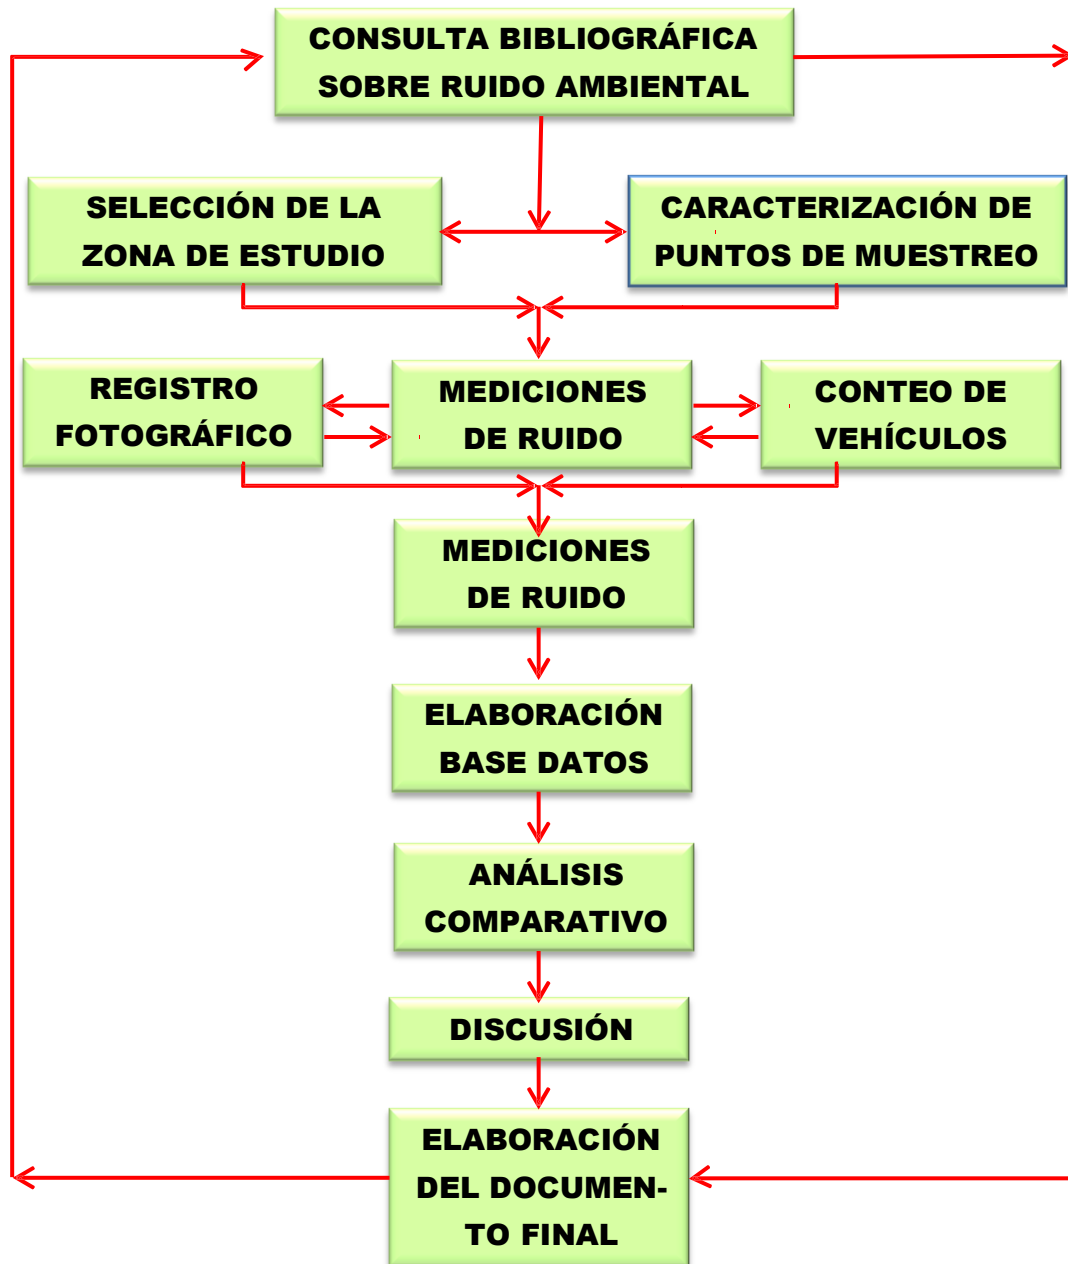 CONSULTA BIBLIOGRÁFICA
SOBRE RUIDO AMBIENTAL
SELECCIÓN DE LA
ZONA DE ESTUDIO
CARACTERIZACIÓN DE
PUNTOS DE MUESTREO
REGISTRO
FOTOGRÁFICO
MEDICIONES
DE RUIDO
CONTEO DE
VEHÍCULOS
MEDICIONES
DE RUIDO
ELABORACIÓN
BASE DATOS
ANÁLISIS
COMPARATIVO
DISCUSIÓN
ELABORACIÓN
DEL DOCUMEN-
TO FINAL